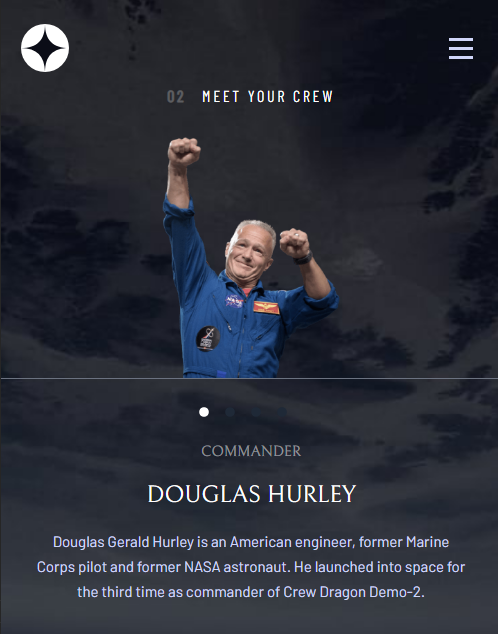 02 MEET YOUR CREW
COMMANDER
DOUGLAS HURLEY
Douglas Gerald Hurley is an American engineer, former Marine
Corps pilot and former NASA astronaut. He launched into space for
the third time as commander of Crew Dragon Demo-2.